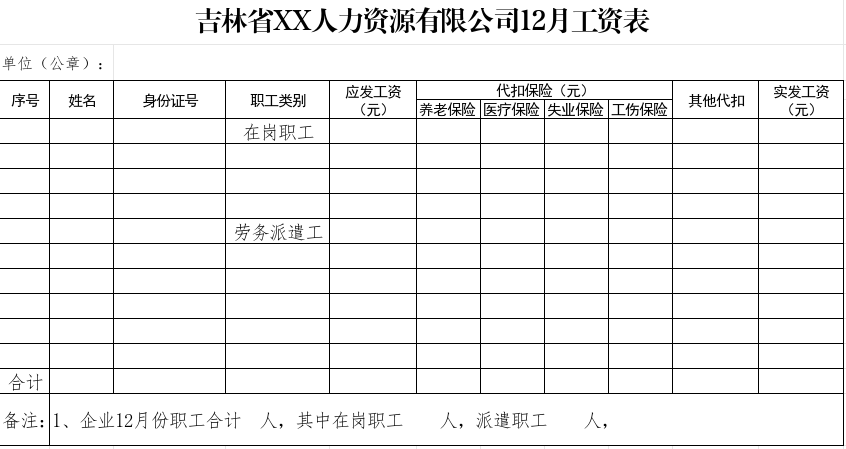 吉林省XX人力资源有限公司12月工资表
单位（公章）：
序号 姓名 身份证号 职工类别 应发工资（元） 代扣保险（元） 其他代扣 实发工资（元）
养老保险 医疗保险 失业保险 工伤保险
在岗职工
劳务派遣工
合计
备注： 1、企业12月份职工合计 人，其中在岗职工 人，派遣职工 人，